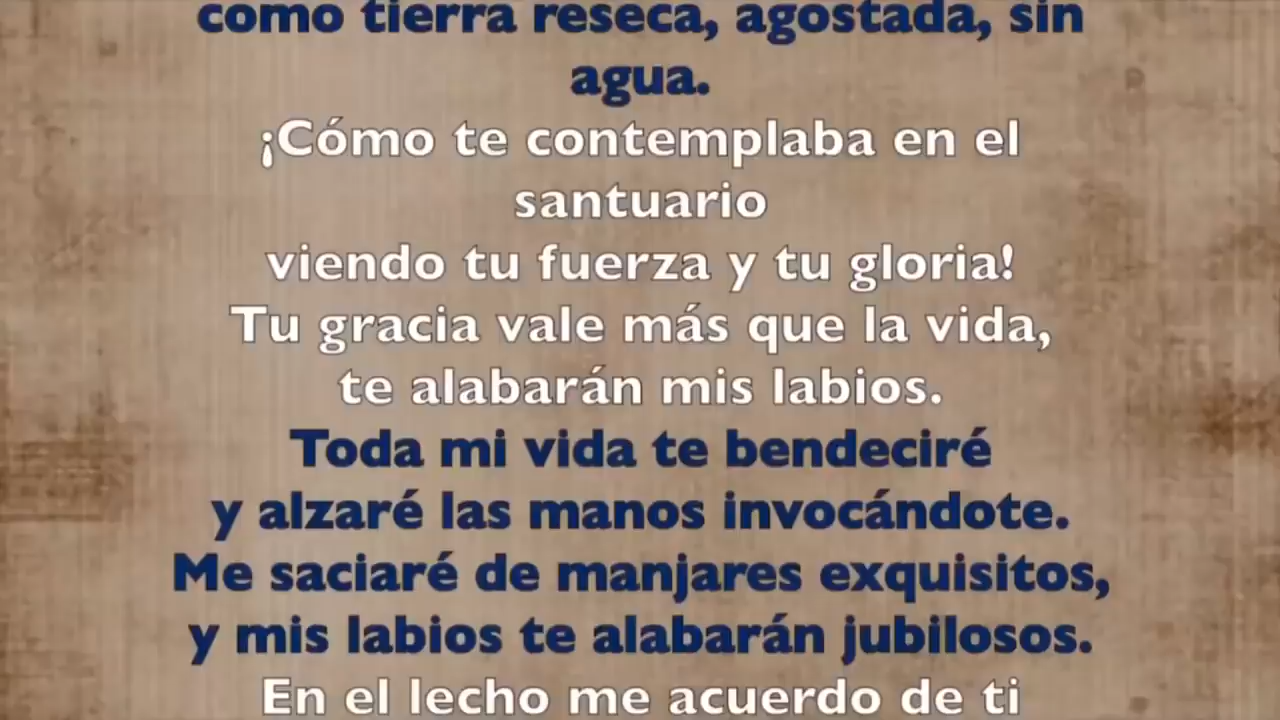 como tierra reseca, agostada, sin
agua.
¡Cómo te contemplaba en el
santuario
viendo tu fuerza y tu gloria!
Tu gracia vale más que la vida,
te alabarán mis labios.
Toda mi vida te bendeciré
y alzaré las manos invocándote.
Me saciaré de manjares exquisitos,
y mis labios te alabarán jubilosos.
En el lecho me acuerdo de ti